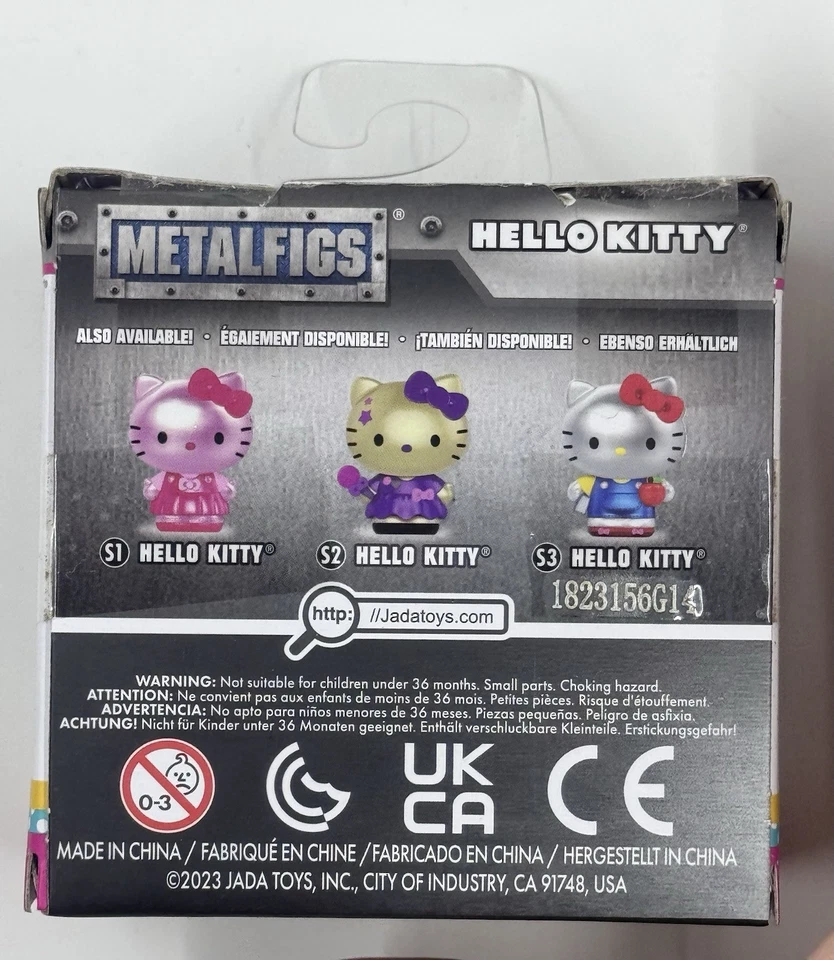 METALFIGS®
HELLO KITTY®
ALSO AVAILABLE! • ÉGAIEMENT DISPONIBLE! • ¡TAMBIÉN DISPONIBLE! • EBENSO ERHÄLTLICH
S1 HELLO KITTY® S2 HELLO KITTY® S3 HELLO KITTY®
1823156G14
http: //Jadatoys.com
WARNING: Not suitable for children under 36 months. Small parts. Choking hazard.
ATTENTION: Ne convient pas aux enfants de moins de 36 mois. Petites pièces. Risque d'étouffement.
ADVERTENCIA: No apto para niños menores de 36 meses. Piezas pequeñas. Peligro de asfixia.
ACHTUNG! Nicht für Kinder unter 36 Monaten geeignet. Enthält verschluckbare Kleinteile. Erstickungsgefahr!
0-3
UK
CA
CE
MADE IN CHINA / FABRIQUÉ EN CHINE / FABRICADO EN CHINA / HERGESTELLT IN CHINA
©2023 JADA TOYS, INC., CITY OF INDUSTRY, CA 91748, USA